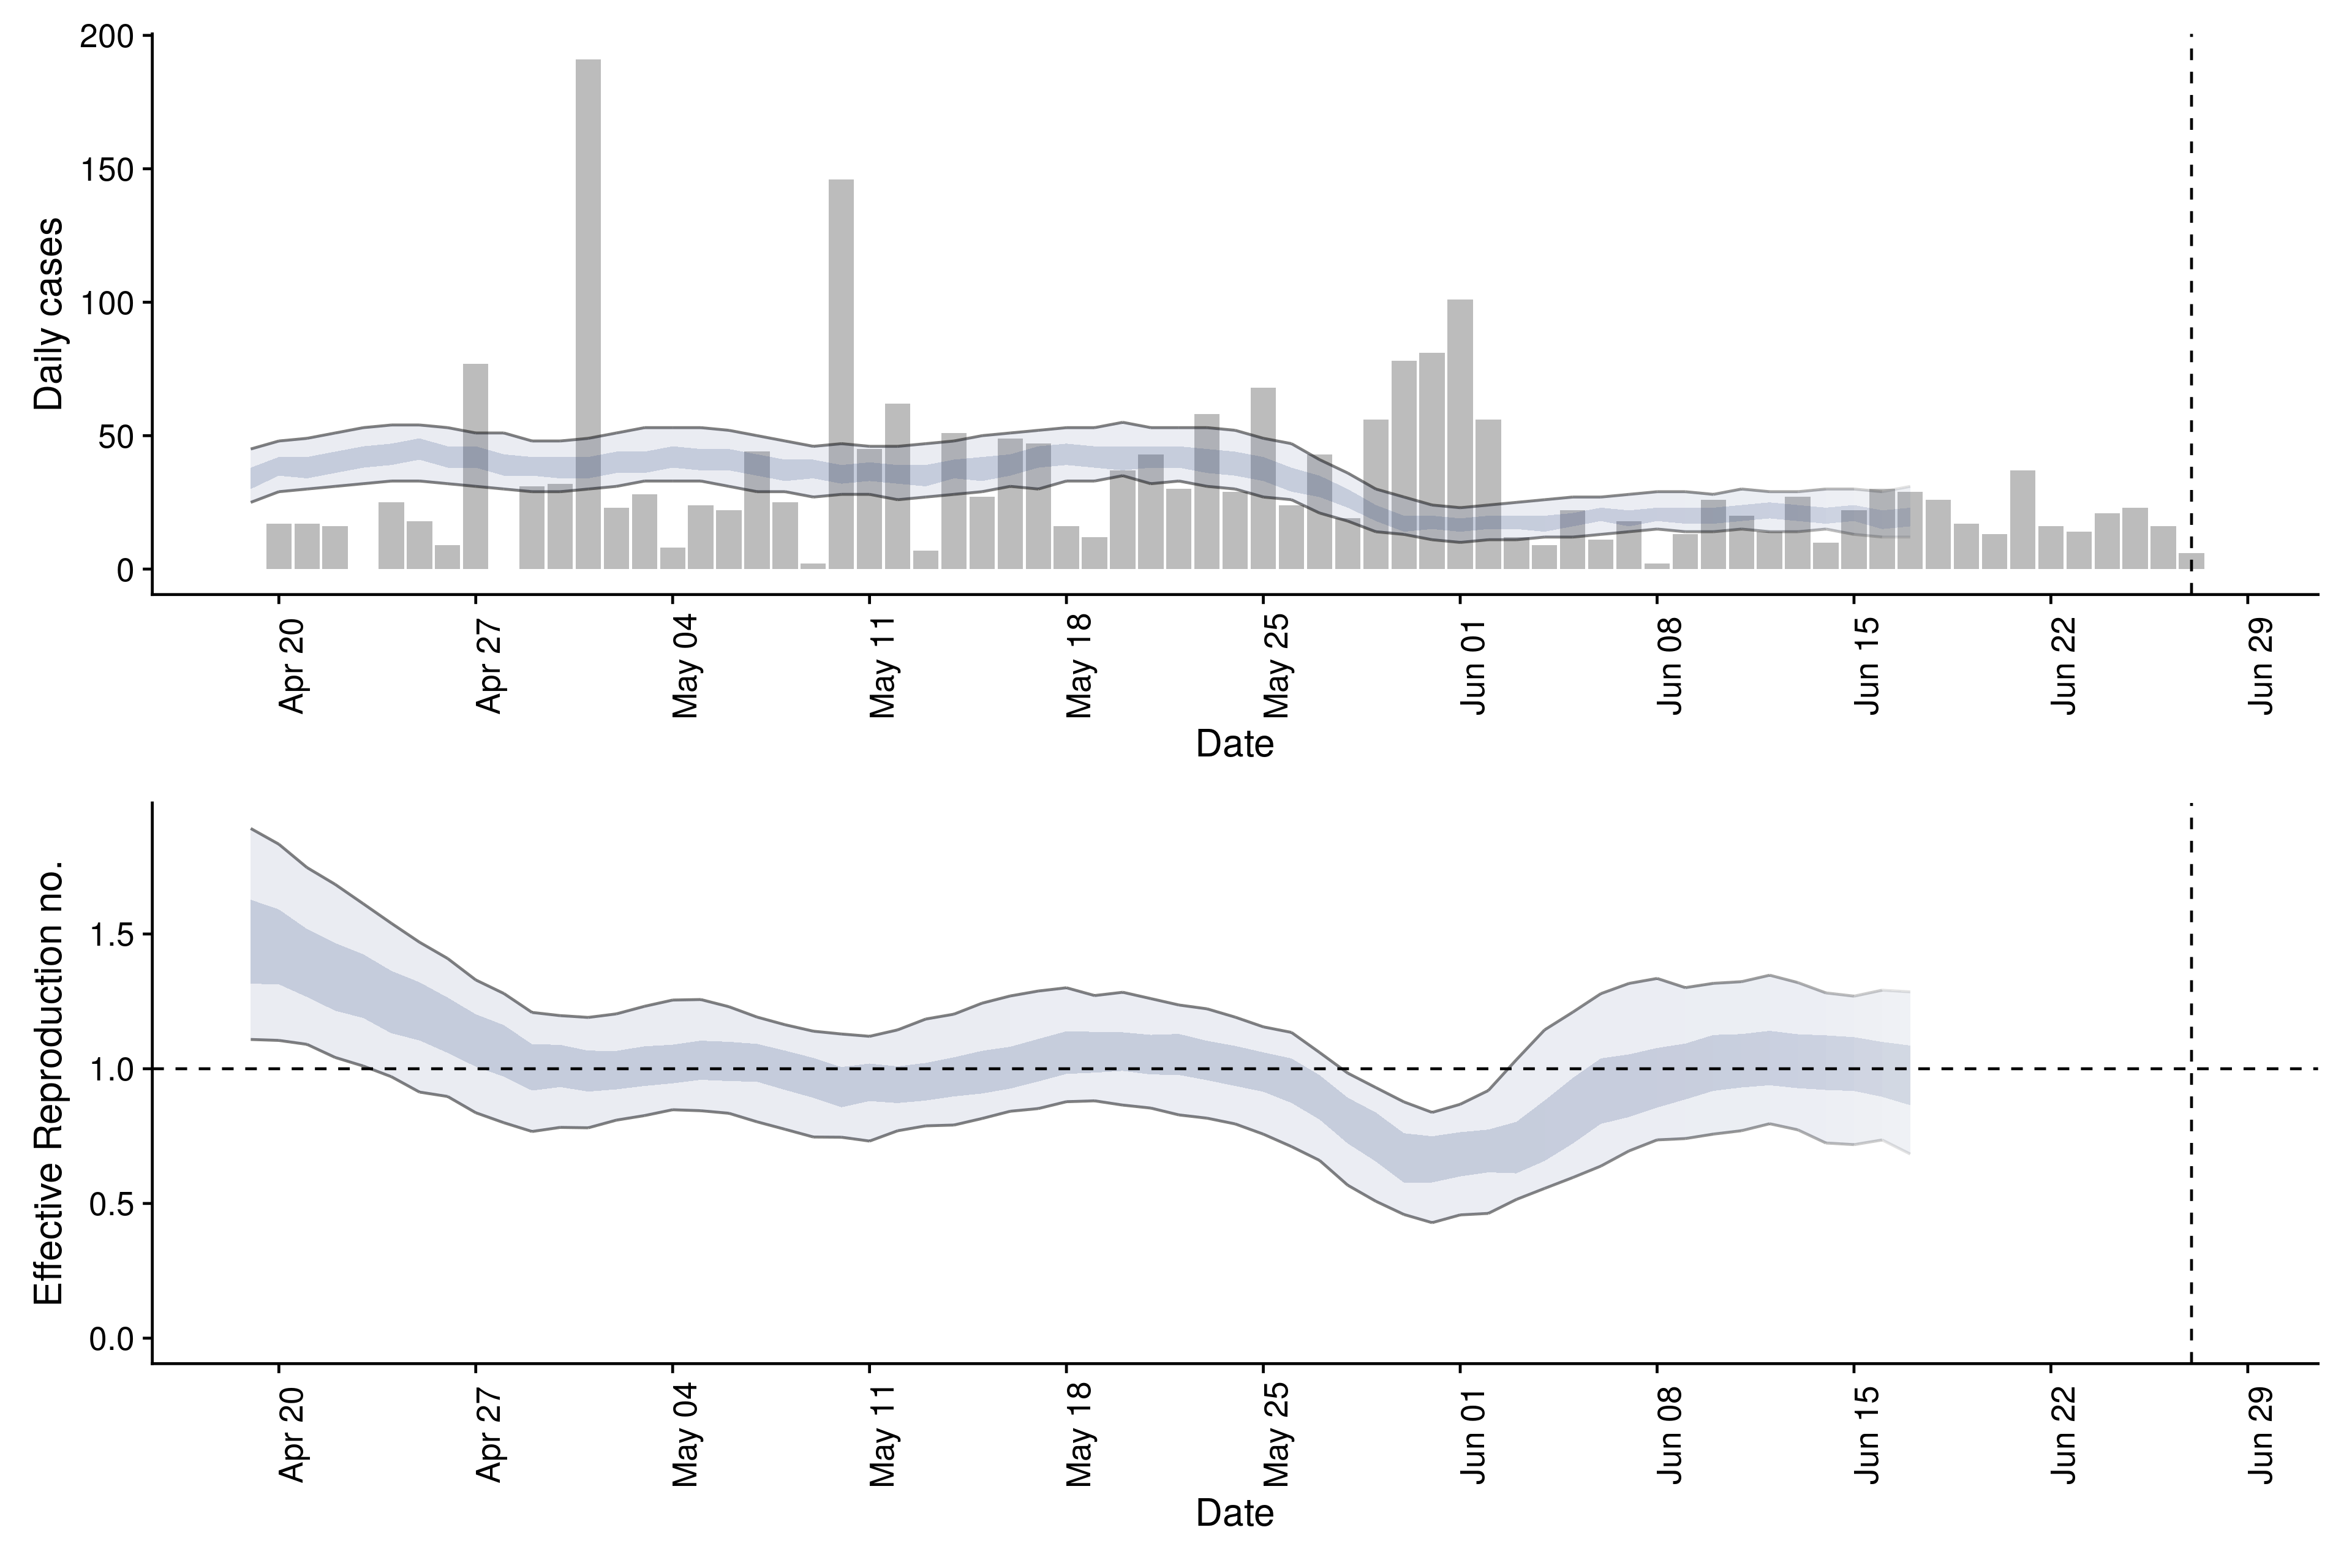 200
150
100
50
0
Daily cases
Apr 20
Apr 27
May 04
May 11
May 18
May 25
Jun 01
Jun 08
Jun 15
Jun 22
Jun 29
Date
1.5
1.0
0.5
0.0
Effective Reproduction no.
Apr 20
Apr 27
May 04
May 11
May 18
May 25
Jun 01
Jun 08
Jun 15
Jun 22
Jun 29
Date